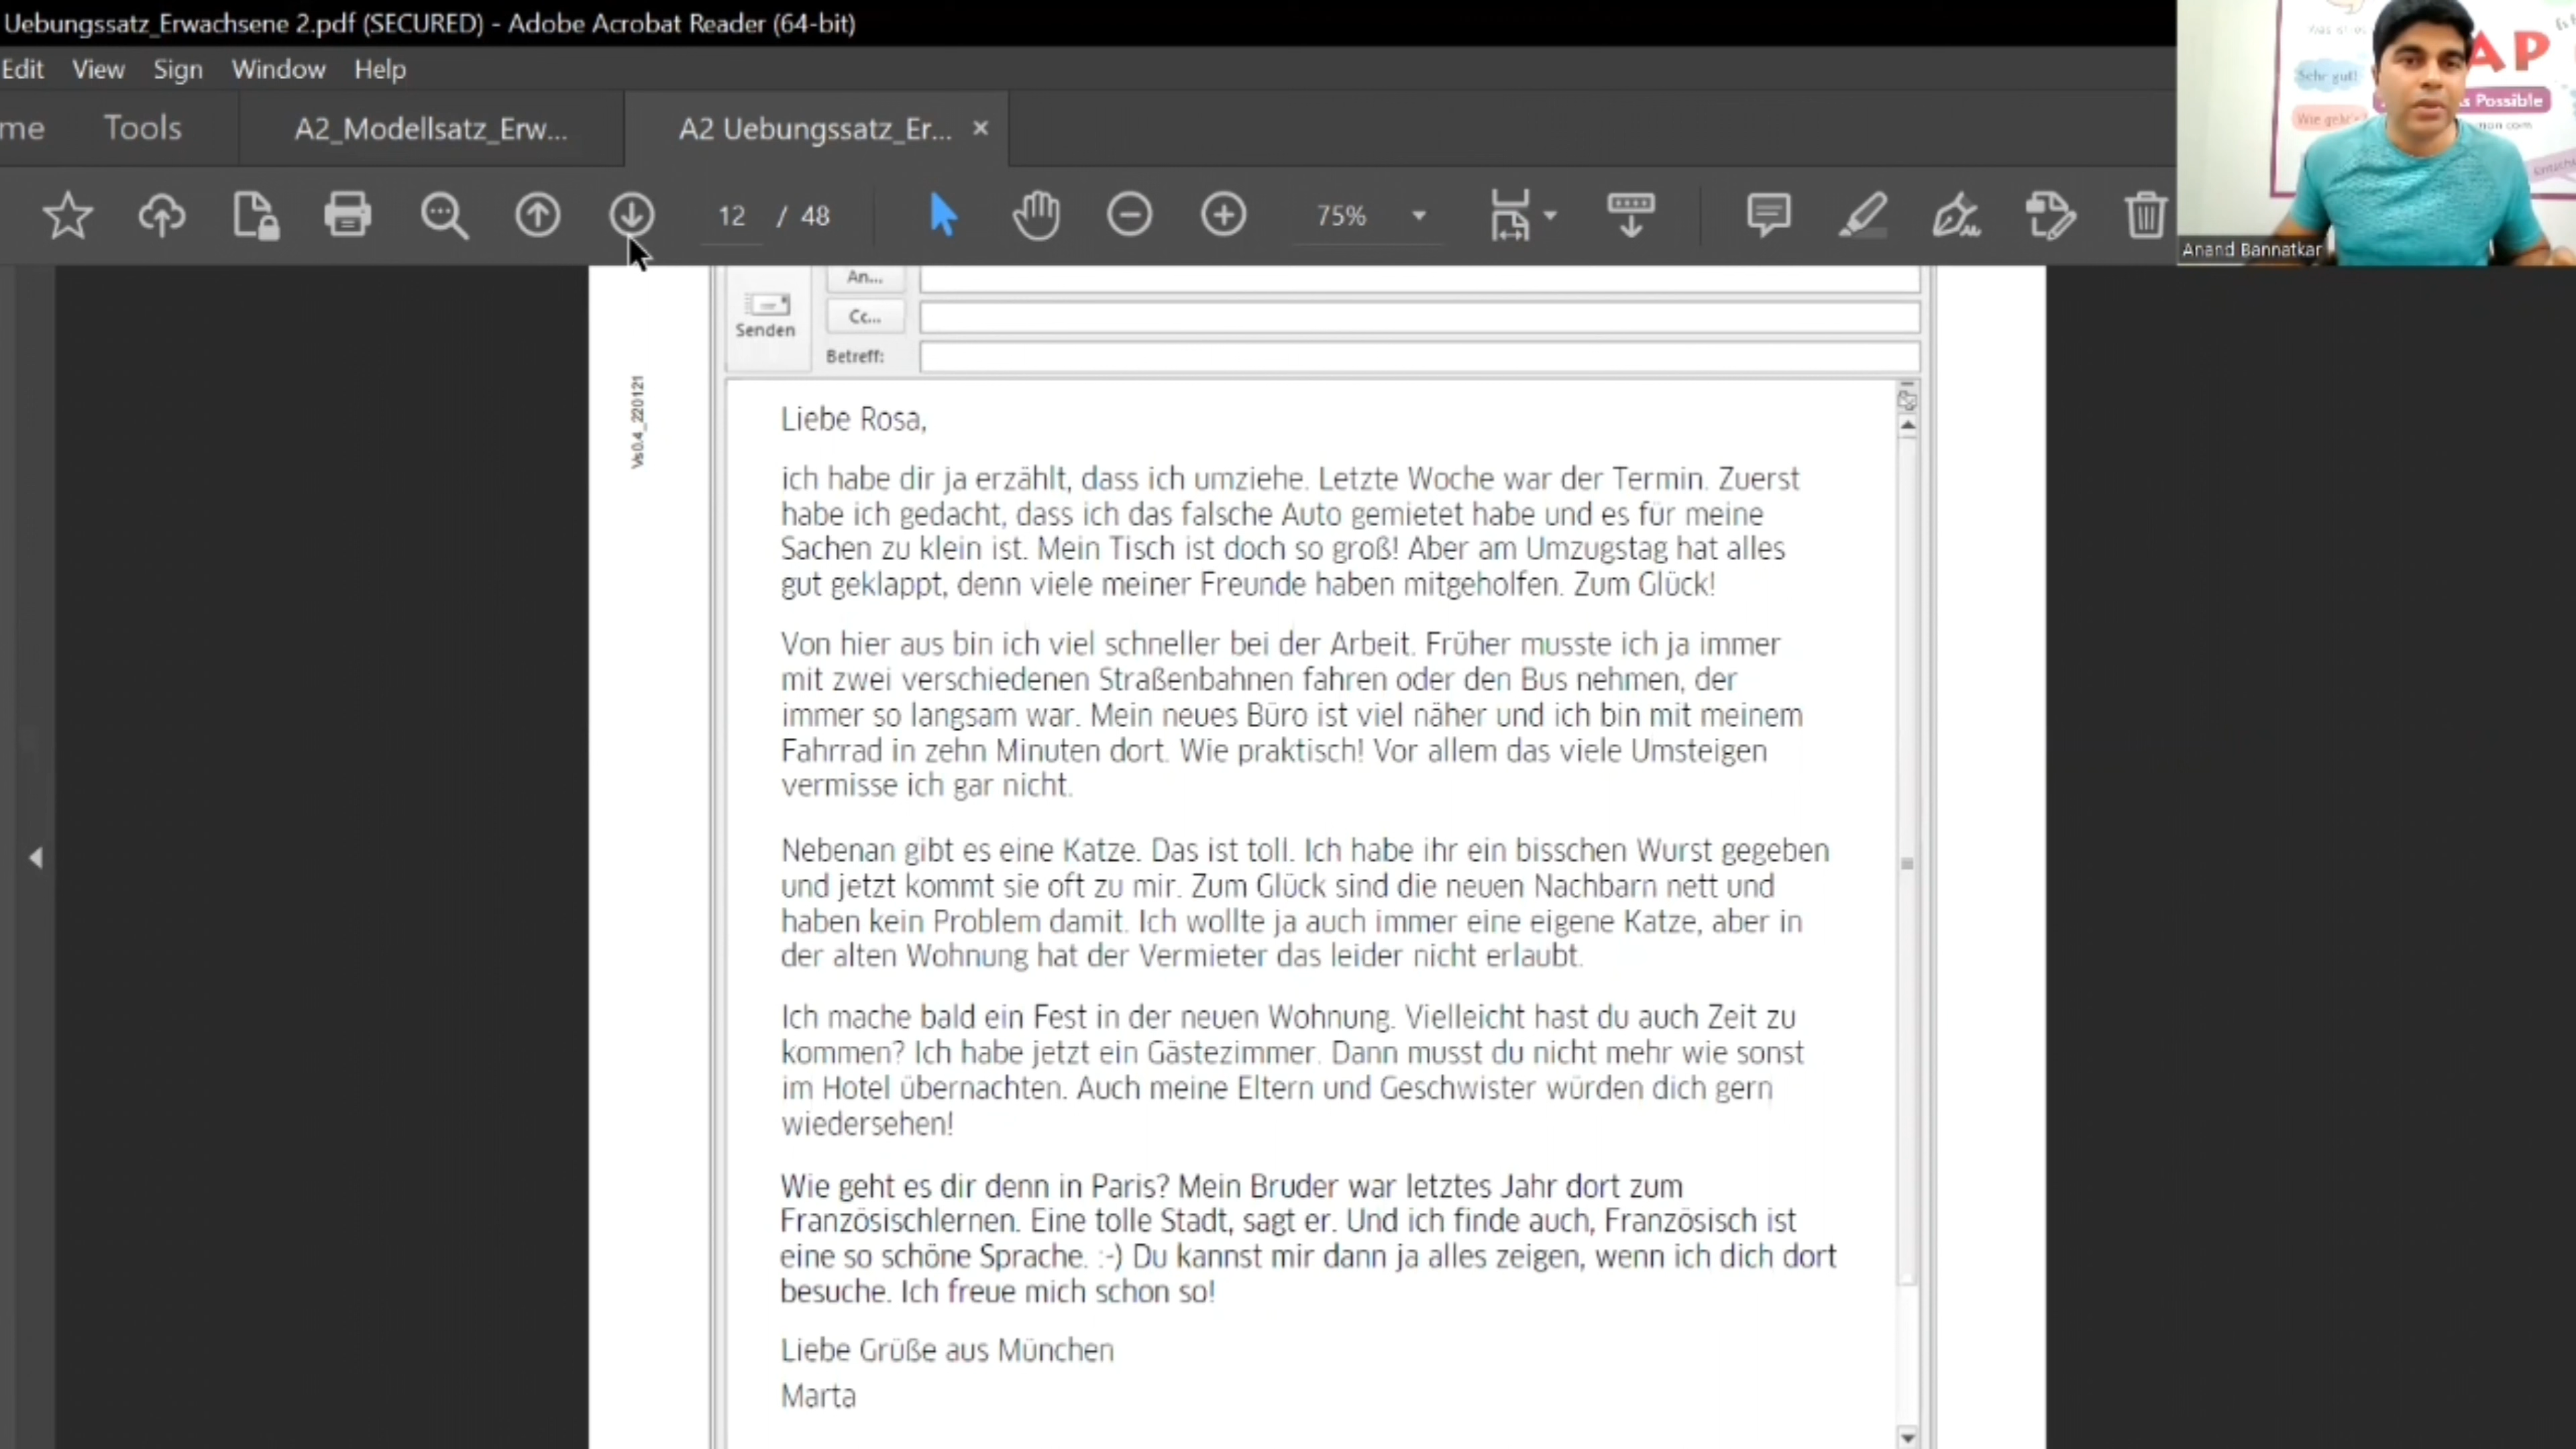 Uebungssatz_Erwachsene 2.pdf (SECURED) - Adobe Acrobat Reader (64-bit)
Edit View Sign Window Help
me Tools A2_Modellsatz_Erw... A2 Uebungssatz_Er... ×
12 / 48 75%
Sehr gut!
AP
s Possible
Wie geht's?
Anand Bannatkar
An...
Senden
Cc...
Betreff:
Vs0.4_220121
Liebe Rosa,
ich habe dir ja erzählt, dass ich umziehe. Letzte Woche war der Termin. Zuerst
habe ich gedacht, dass ich das falsche Auto gemietet habe und es für meine
Sachen zu klein ist. Mein Tisch ist doch so groß! Aber am Umzugstag hat alles
gut geklappt, denn viele meiner Freunde haben mitgeholfen. Zum Glück!
Von hier aus bin ich viel schneller bei der Arbeit. Früher musste ich ja immer
mit zwei verschiedenen Straßenbahnen fahren oder den Bus nehmen, der
immer so langsam war. Mein neues Büro ist viel näher und ich bin mit meinem
Fahrrad in zehn Minuten dort. Wie praktisch! Vor allem das viele Umsteigen
vermisse ich gar nicht.
Nebenan gibt es eine Katze. Das ist toll. Ich habe ihr ein bisschen Wurst gegeben
und jetzt kommt sie oft zu mir. Zum Glück sind die neuen Nachbarn nett und
haben kein Problem damit. Ich wollte ja auch immer eine eigene Katze, aber in
der alten Wohnung hat der Vermieter das leider nicht erlaubt.
Ich mache bald ein Fest in der neuen Wohnung. Vielleicht hast du auch Zeit zu
kommen? Ich habe jetzt ein Gästezimmer. Dann musst du nicht mehr wie sonst
im Hotel übernachten. Auch meine Eltern und Geschwister würden dich gern
wiedersehen!
Wie geht es dir denn in Paris? Mein Bruder war letztes Jahr dort zum
Französischlernen. Eine tolle Stadt, sagt er. Und ich finde auch, Französisch ist
eine so schöne Sprache. :-) Du kannst mir dann ja alles zeigen, wenn ich dich dort
besuche. Ich freue mich schon so!
Liebe Grüße aus München
Marta